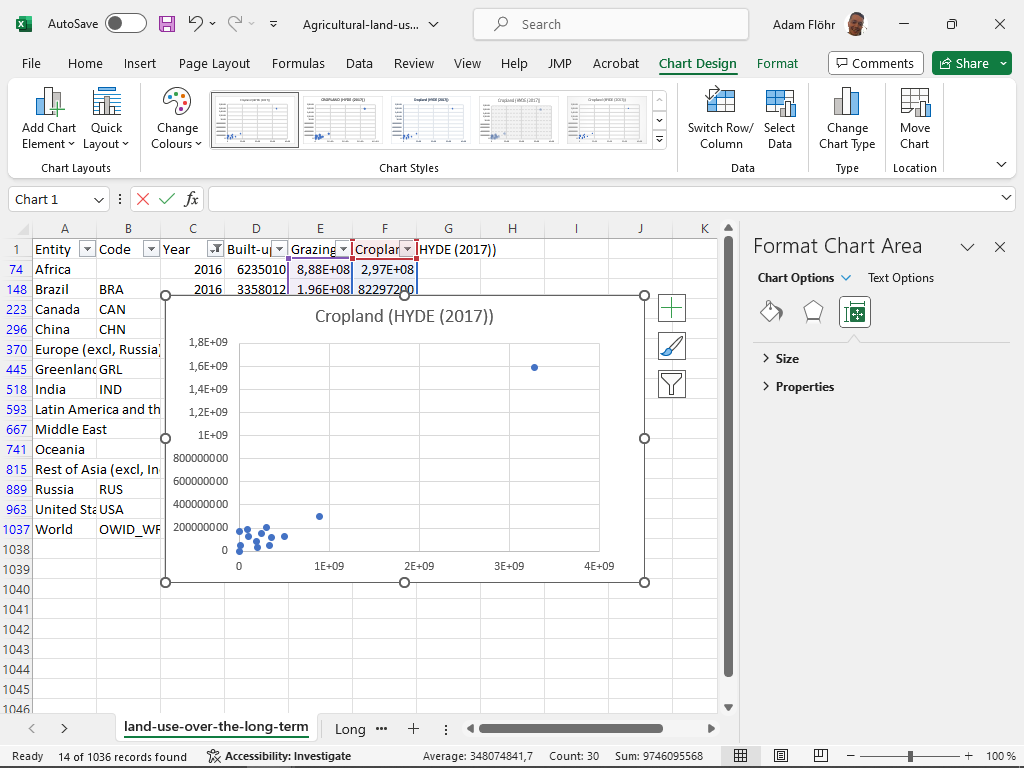 AutoSave
Agricultural-land-us...
Search
Adam Flöhr
File
Home
Insert
Page Layout
Formulas
Data
Review
View
Help
JMP
Acrobat
Chart Design
Format
Comments
Share
Add Chart Element
Quick Layout
Change Colours
Switch Row/ Column
Select Data
Change Chart Type
Move Chart
Chart Layouts
Chart Styles
Data
Type
Location
Chart 1
fx
A B C D E F G H I J K
1 Entity Code Year Built-up Grazing Croplan HYDE (2017))
74 Africa 2016 6235010 8,88E+08 2,97E+08
148 Brazil BRA 2016 3358012 1,96E+08 82297200
223 Canada CAN
296 China CHN
370 Europe (excl, Russia)
445 Greenland GRL
518 India IND
593 Latin America and th
667 Middle East
741 Oceania
815 Rest of Asia (excl, In
889 Russia RUS
963 United Sta USA
1037 World OWID_WR
1038
1039
1040
1041
1042
1043
1044
1045
1046
Cropland (HYDE (2017))
1,8E+09
1,6E+09
1,4E+09
1,2E+09
1E+09
800000000
600000000
400000000
200000000
0
0 1E+09 2E+09 3E+09 4E+09
Format Chart Area
Chart Options
Text Options
Size
Properties
land-use-over-the-long-term
Long
Ready
14 of 1036 records found
Accessibility: Investigate
Average: 348074841,7
Count: 30
Sum: 9746095568
100 %